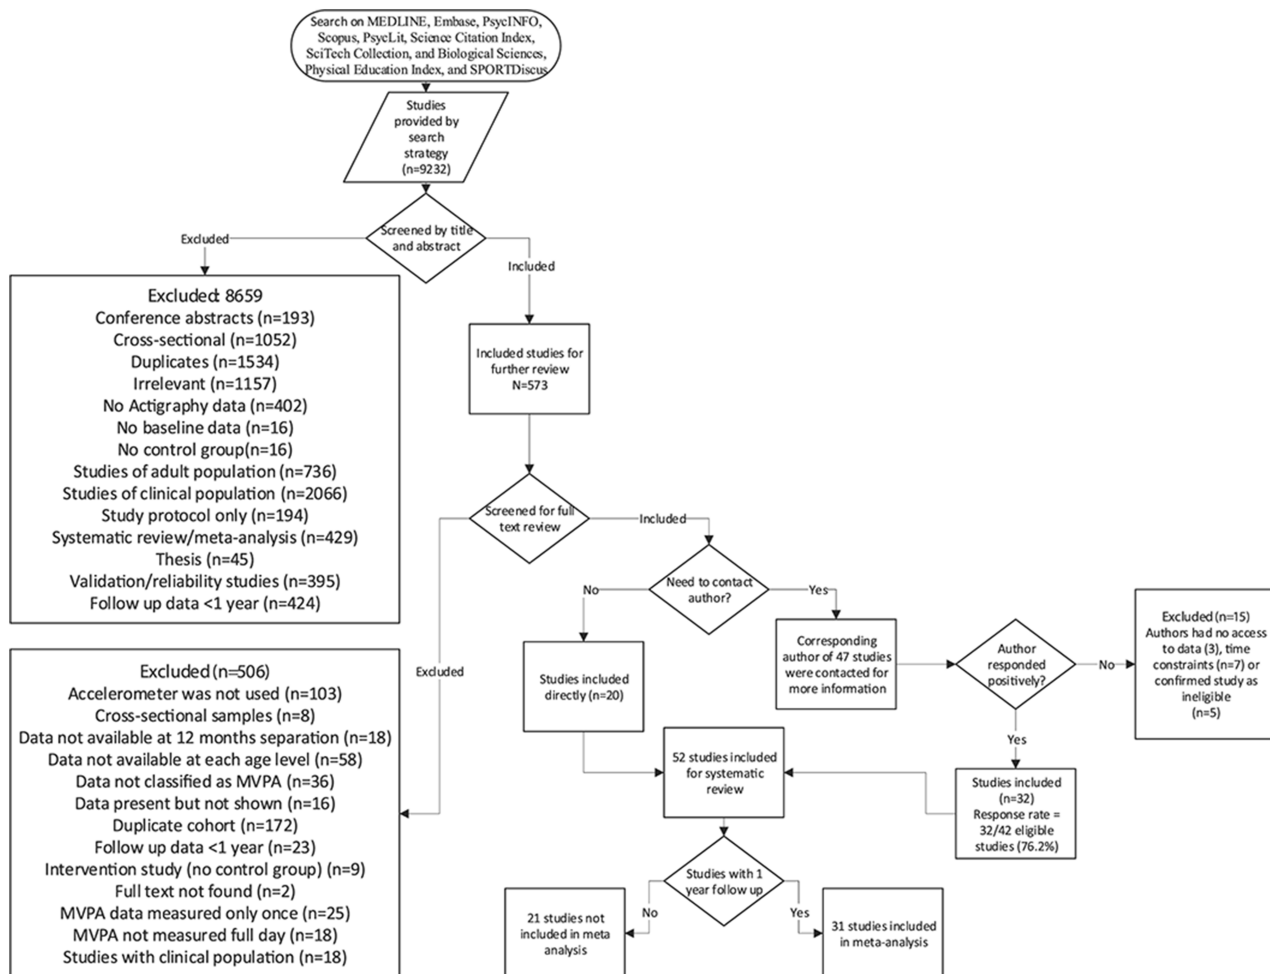 Search on MEDLINE, Embase, PsycINFO,
Scopus, PsycLit, Science Citation Index,
SciTech Collection, and Biological Sciences,
Physical Education Index, and SPORTDiscus
Studies
provided by
search
strategy
(n=9232)
Screened by title
and abstract
Excluded
Included
Excluded: 8659
Conference abstracts (n=193)
Cross-sectional (n=1052)
Duplicates (n=1534)
Irrelevant (n=1157)
No Actigraphy data (n=402)
No baseline data (n=16)
No control group(n=16)
Studies of adult population (n=736)
Studies of clinical population (n=2066)
Study protocol only (n=194)
Systematic review/meta-analysis (n=429)
Thesis (n=45)
Validation/reliability studies (n=395)
Follow up data <1 year (n=424)
Included studies for
further review
N=573
Screened for full
text review
Included
Excluded
Excluded (n=506)
Accelerometer was not used (n=103)
Cross-sectional samples (n=8)
Data not available at 12 months separation (n=18)
Data not available at each age level (n=58)
Data not classified as MVPA (n=36)
Data present but not shown (n=16)
Duplicate cohort (n=172)
Follow up data <1 year (n=23)
Intervention study (no control group) (n=9)
Full text not found (n=2)
MVPA data measured only once (n=25)
MVPA not measured full day (n=18)
Studies with clinical population (n=18)
Need to contact
author?
No
Yes
Studies included
directly (n=20)
Corresponding
author of 47 studies
were contacted for
more information
Author
responded
positively?
No
Excluded (n=15)
Authors had no access
to data (3), time
constraints (n=7) or
confirmed study as
ineligible
(n=5)
Yes
Studies included
(n=32)
Response rate =
32/42 eligible
studies (76.2%)
52 studies included
for systematic
review
Studies with 1
year follow up
No
Yes
21 studies not
included in meta
analysis
31 studies included
in meta-analysis